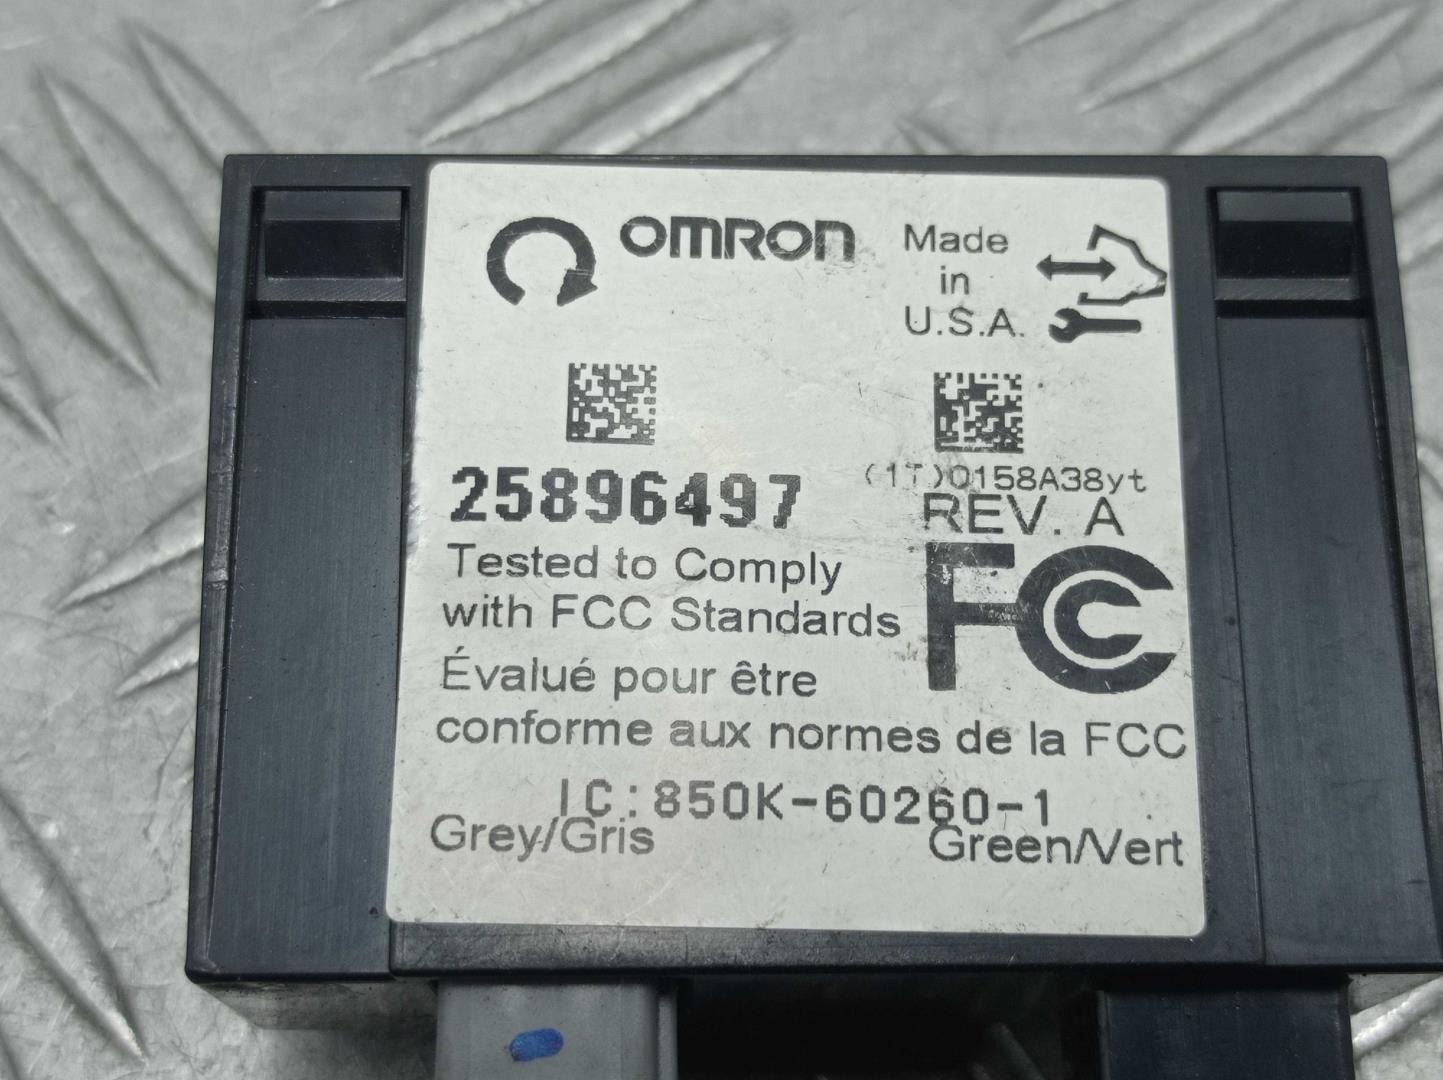 OMRON
Made
in
U.S.A.
25896497
(1T)0158A38yt
REV. A
Tested to Comply
with FCC Standards
FC
Évalué pour être
conforme aux normes de la FCC
IC:850K-60260-1
Grey/Gris
Green/Vert